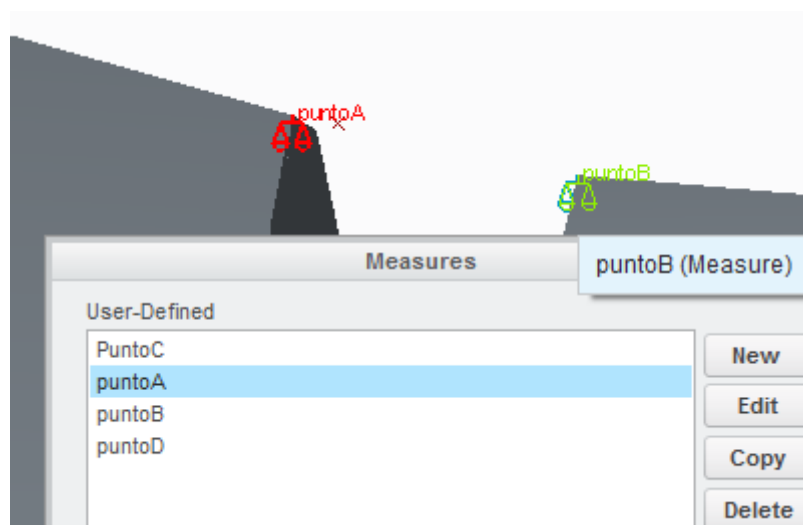 puntoA
puntoB
Measures
puntoB (Measure)
User-Defined
PuntoC
puntoA
puntoB
puntoD
New
Edit
Copy
Delete